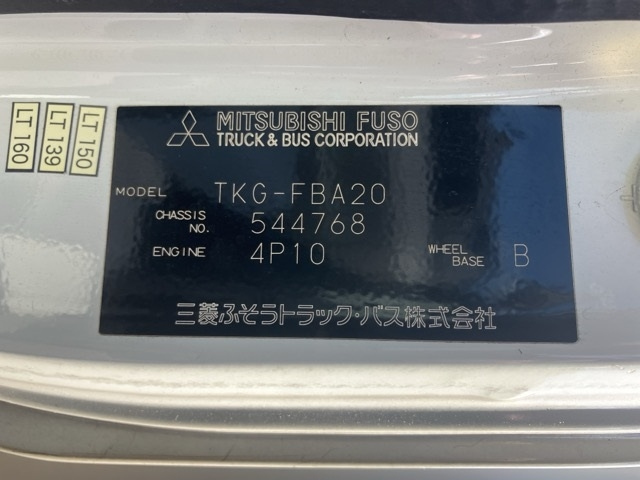 LT 160
LT 139
LT 150
MITSUBISHI FUSO
TRUCK & BUS CORPORATION
MODEL TKG-FBA20
CHASSIS NO. 544768
ENGINE 4P10 WHEEL BASE B
三菱ふそうトラック・バス株式会社